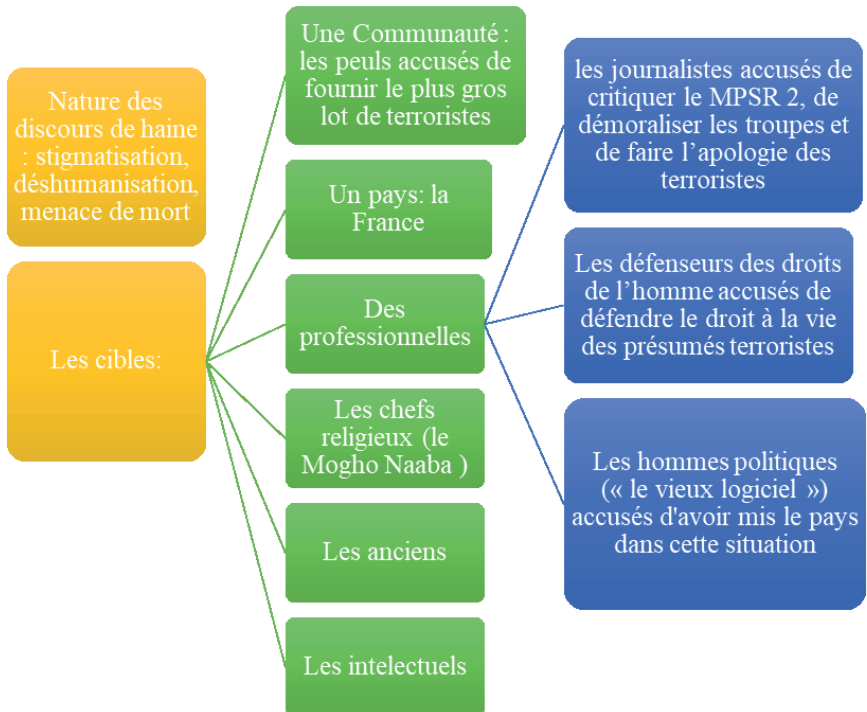 Nature des
discours de haine
: stigmatisation,
déshumanisation,
menace de mort
Les cibles:
Une Communauté :
les peuls accusés de
fournir le plus gros
lot de terroristes
Un pays: la
France
Des
professionnelles
Les chefs
religieux (le
Mogho Naaba )
Les anciens
Les intelectuels
les journalistes accusés de
critiquer le MPSR 2, de
démoraliser les troupes et
de faire l’apologie des
terroristes
Les défenseurs des droits
de l’homme accusés de
défendre le droit à la vie
des présumés terroristes
Les hommes politiques
(« le vieux logiciel »)
accusés d'avoir mis le pays
dans cette situation